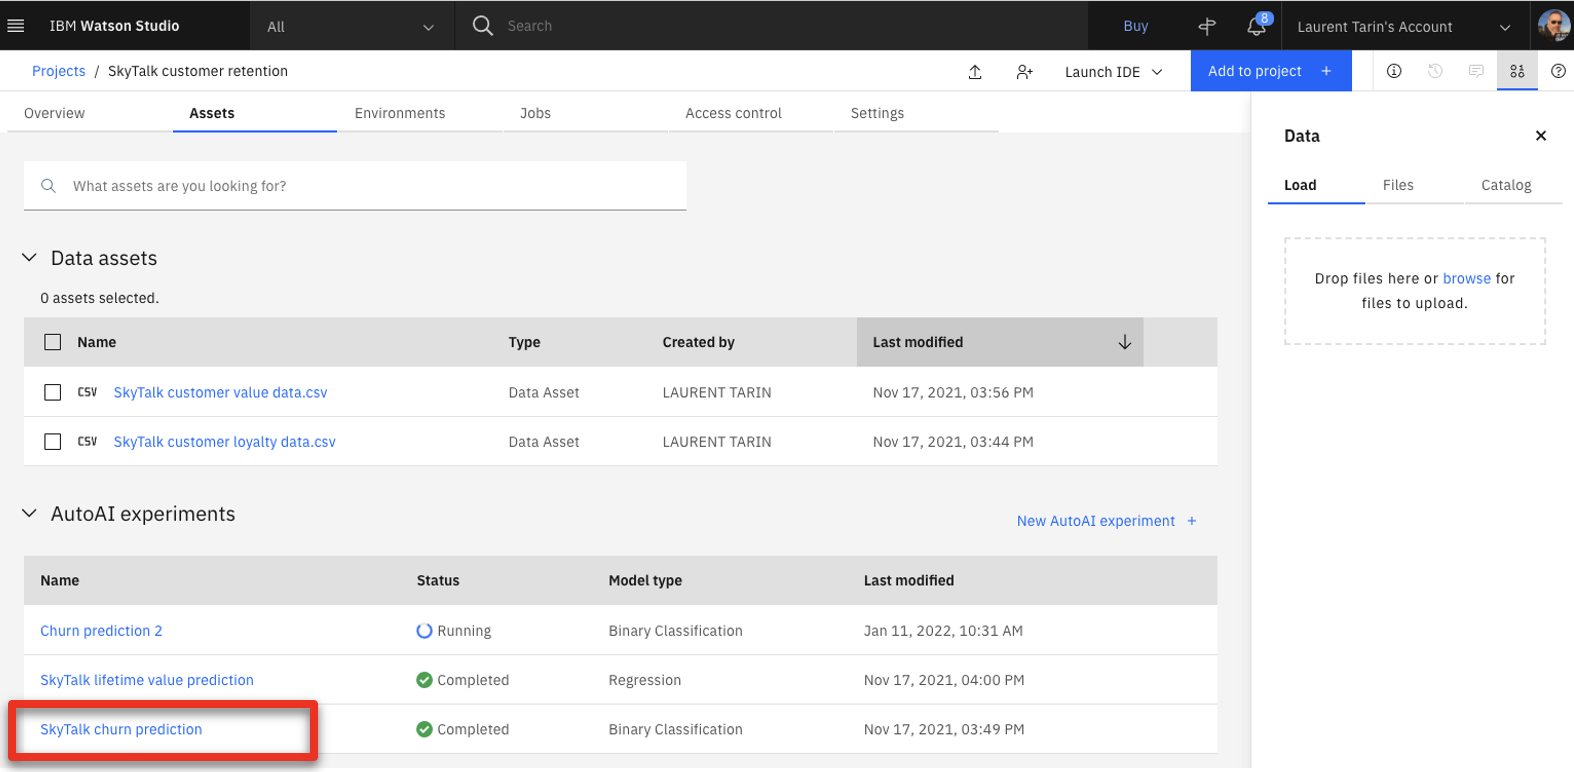 IBM Watson Studio All Search Buy 8 Laurent Tarin's Account
Projects / SkyTalk customer retention Launch IDE Add to project +
Overview Assets Environments Jobs Access control Settings
Data
Load Files Catalog
Drop files here or browse for
files to upload.
What assets are you looking for?
Data assets
0 assets selected.
Name Type Created by Last modified
CSV SkyTalk customer value data.csv Data Asset LAURENT TARIN Nov 17, 2021, 03:56 PM
CSV SkyTalk customer loyalty data.csv Data Asset LAURENT TARIN Nov 17, 2021, 03:44 PM
AutoAI experiments
New AutoAI experiment +
Name Status Model type Last modified
Churn prediction 2 Running Binary Classification Jan 11, 2022, 10:31 AM
SkyTalk lifetime value prediction Completed Regression Nov 17, 2021, 04:00 PM
SkyTalk churn prediction Completed Binary Classification Nov 17, 2021, 03:49 PM